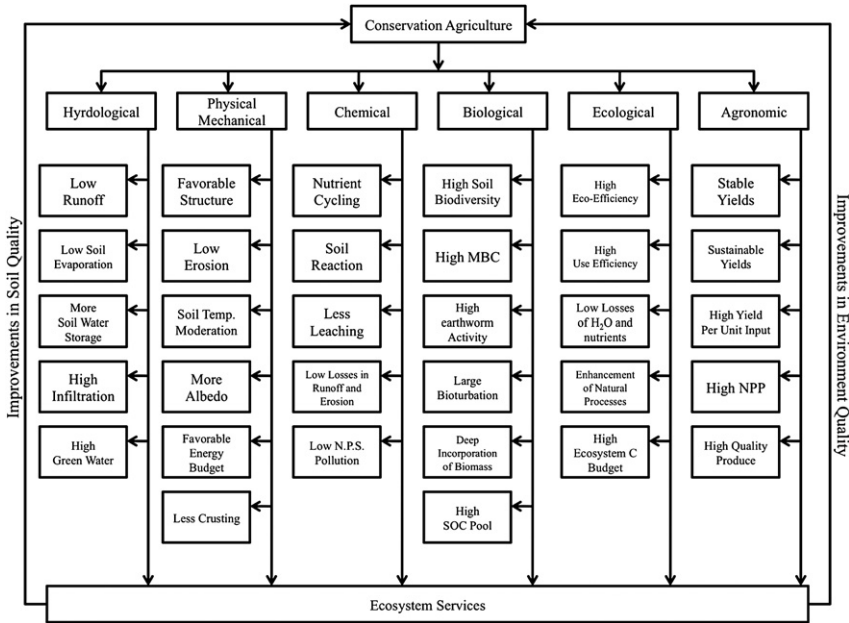 Conservation Agriculture
Hyrdological
Physical
Mechanical
Chemical
Biological
Ecological
Agronomic
Low
Runoff
Favorable
Structure
Nutrient
Cycling
High Soil
Biodiversity
High
Eco-Efficiency
Stable
Yields
Low Soil
Evaporation
Low
Erosion
Soil
Reaction
High MBC
High
Use Efficiency
Sustainable
Yields
More
Soil Water
Storage
Soil Temp.
Moderation
Less
Leaching
High
earthworm
Activity
Low Losses
of H₂O and
nutrients
High Yield
Per Unit Input
High
Infiltration
More
Albedo
Low Losses in
Runoff and
Erosion
Large
Bioturbation
Enhancement
of Natural
Processes
High NPP
High
Green Water
Favorable
Energy
Budget
Low N.P.S.
Pollution
Deep
Incorporation
of Biomass
High
Ecosystem C
Budget
High Quality
Produce
Less Crusting
High
SOC Pool
Ecosystem Services
Improvements in Soil Quality
Improvements in Environment Quality